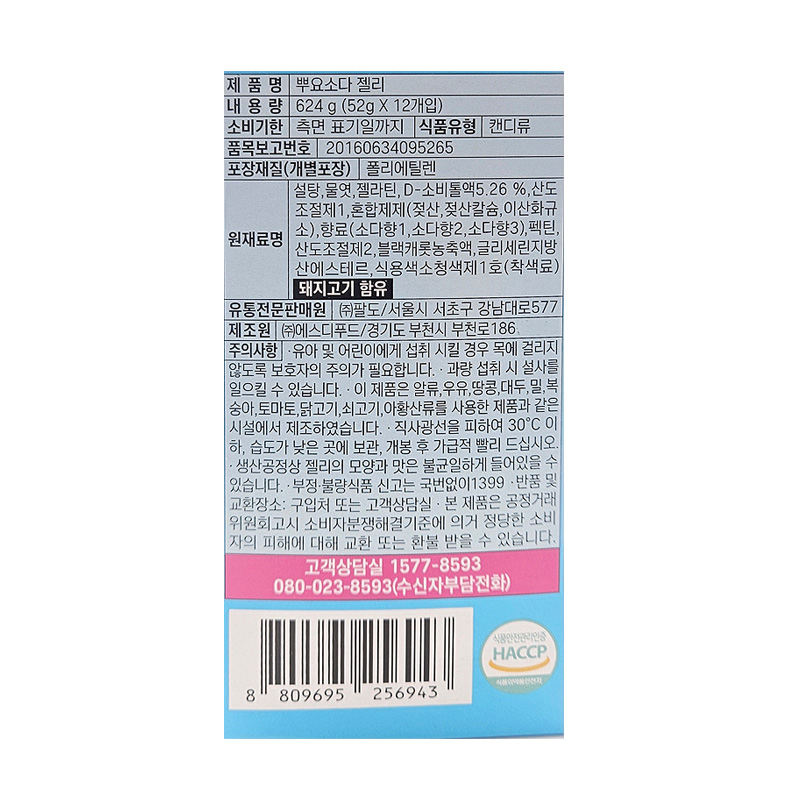 제 품 명 뿌요소다 젤리
내 용 량 624 g (52g X 12개입)
소비기한 측면 표기일까지 식품유형 캔디류
품목보고번호 20160634095265
포장재질(개별포장) 폴리에틸렌
원재료명
설탕,물엿,젤라틴,D-소비톨액5.26 %,산도
조절제1,혼합제제(젖산,젖산칼슘,이산화규
소),향료(소다향1,소다향2,소다향3),펙틴,
산도조절제2,블랙캐롯농축액,글리세린지방
산에스테르,식용색소청색제1호(착색료)
돼지고기 함유
유통전문판매원 ㈜팔도/서울시 서초구 강남대로577
제조원 ㈜에스디푸드/경기도 부천시 부천로186
주의사항 ·유아 및 어린이에게 섭취 시킬 경우 목에 걸리지
않도록 보호자의 주의가 필요합니다. · 과량 섭취 시 설사를
일으킬 수 있습니다. · 이 제품은 알류,우유,땅콩,대두,밀,복
숭아,토마토,닭고기,쇠고기,아황산류를 사용한 제품과 같은
시설에서 제조하였습니다. · 직사광선을 피하여 30°C 이
하, 습도가 낮은 곳에 보관, 개봉 후 가급적 빨리 드십시오.
· 생산공정상 젤리의 모양과 맛은 불균일하게 들어있을 수
있습니다. ·부정·불량식품 신고는 국번없이1399 ·반품 및
교환장소: 구입처 또는 고객상담실 · 본 제품은 공정거래
위원회고시 소비자분쟁해결기준에 의거 정당한 소비
자의 피해에 대해 교환 또는 환불 받을 수 있습니다.
고객상담실 1577-8593
080-023-8593(수신자부담전화)
8 809695 256943
식품안전관리인증
HACCP
식품의약품안전처